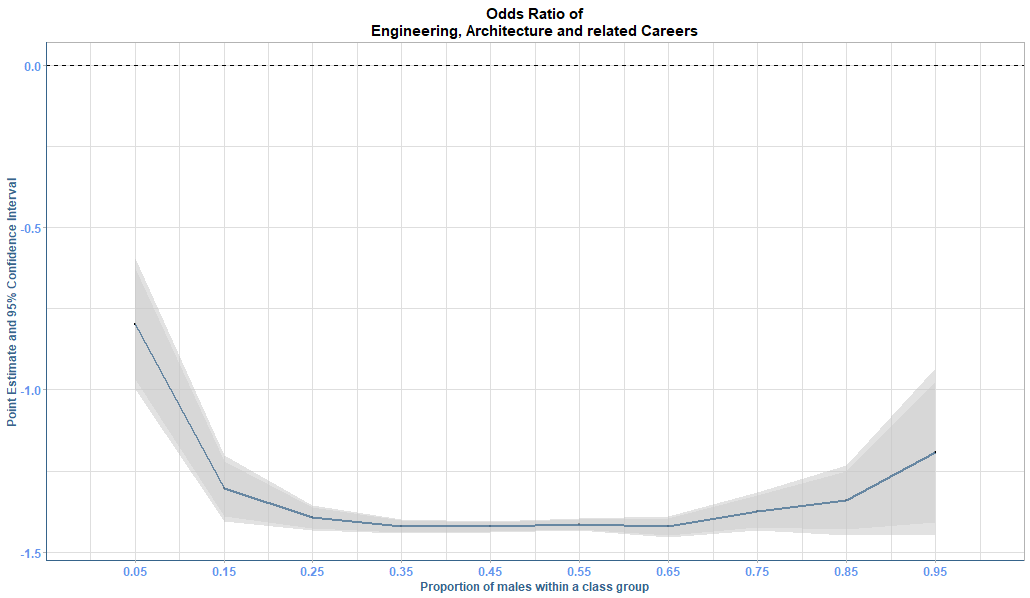 Odds Ratio of
Engineering, Architecture and related Careers
Point Estimate and 95% Confidence Interval
0.0
-0.5
-1.0
-1.5
0.05 0.15 0.25 0.35 0.45 0.55 0.65 0.75 0.85 0.95
Proportion of males within a class group